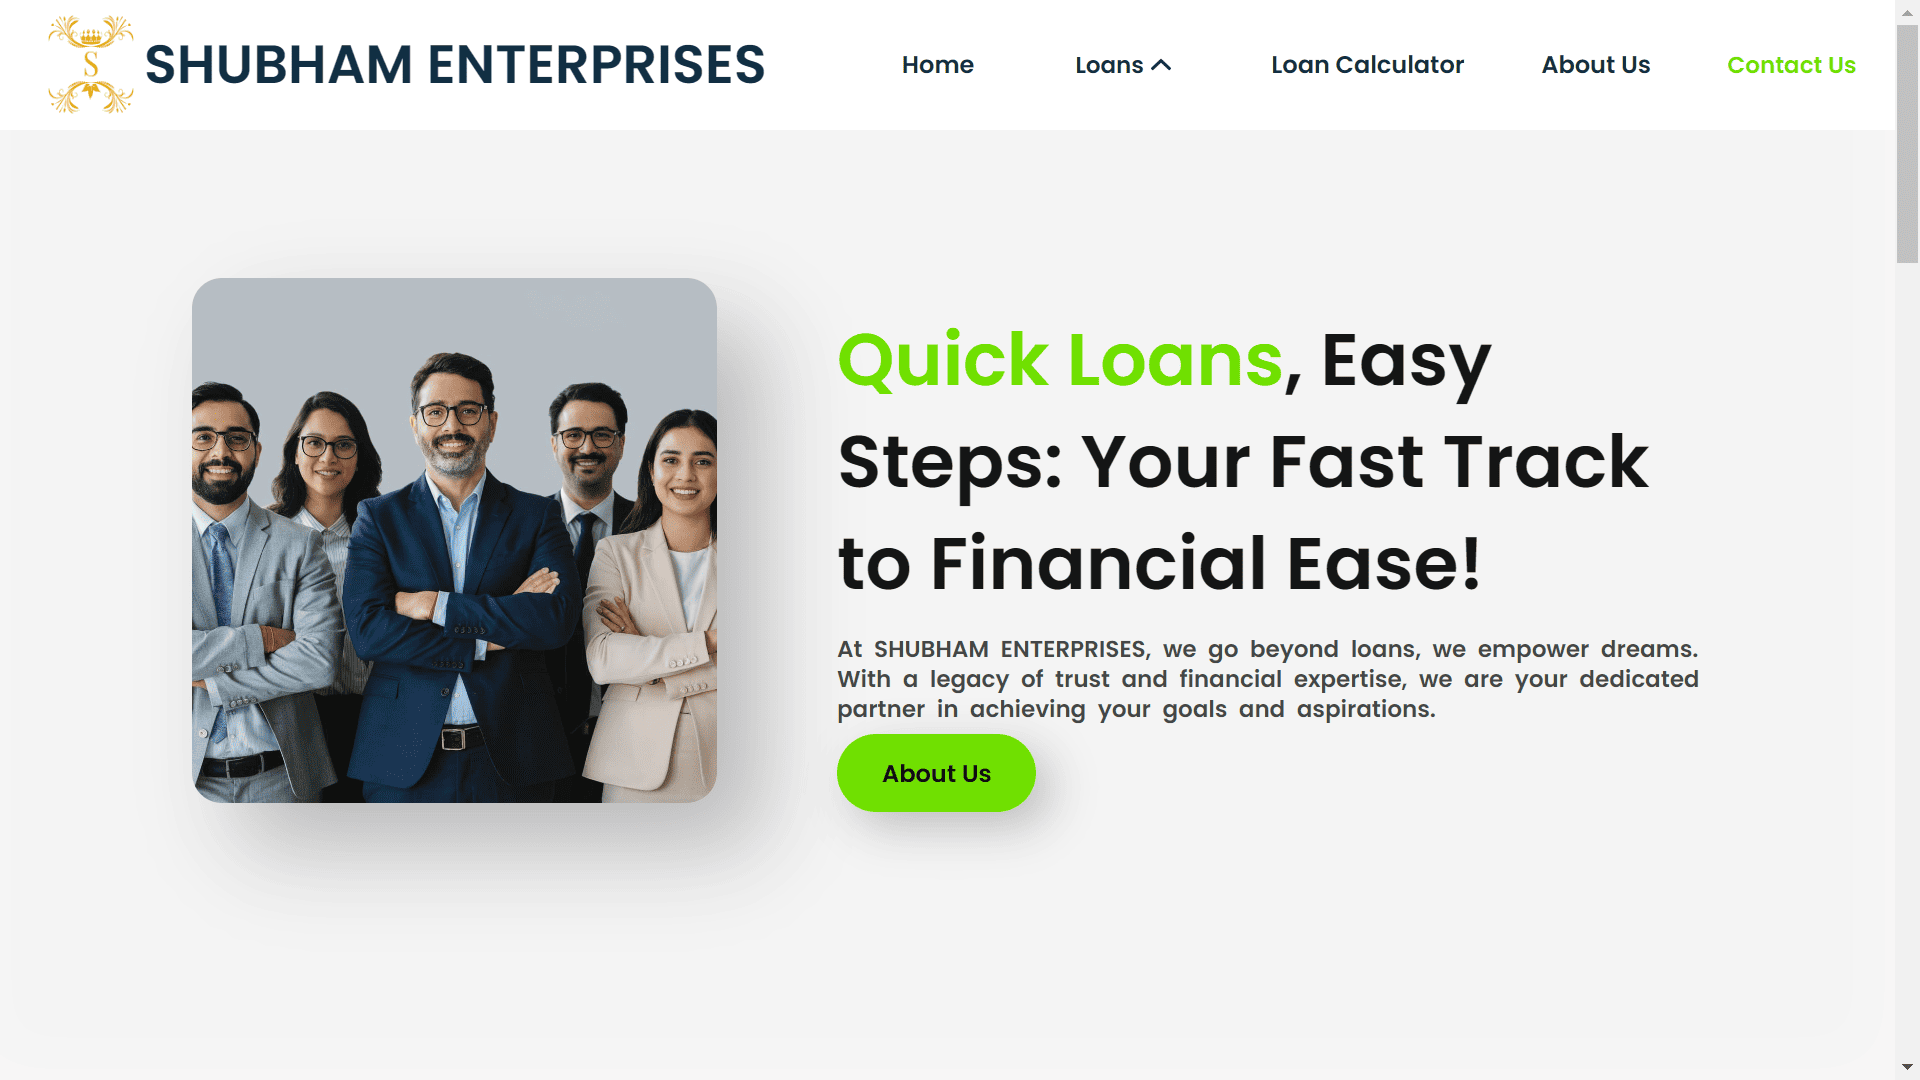 S
SHUBHAM ENTERPRISES
Home
Loans
Loan Calculator
About Us
Contact Us
Quick Loans, Easy
Steps: Your Fast Track
to Financial Ease!
At SHUBHAM ENTERPRISES, we go beyond loans, we empower dreams.
With a legacy of trust and financial expertise, we are your dedicated
partner in achieving your goals and aspirations.
About Us